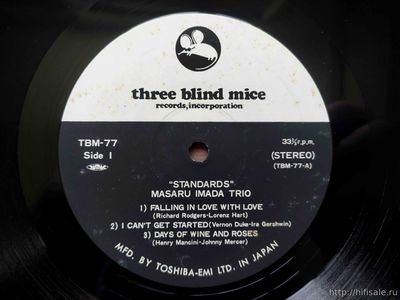 three blind mice
records,incorporation
TBM-77
33⅓r.p.m.
Side 1
(STEREO)
(TBM-77-A)
"STANDARDS"
MASARU IMADA TRIO
1) FALLING IN LOVE WITH LOVE
(Richard Rodgers-Lorenz Hart)
2) I CAN'T GET STARTED(Vernon Duke-Ira Gershwin)
3) DAYS OF WINE AND ROSES
(Henry Mancini-Johnny Mercer)
MFD. BY TOSHIBA-EMI LTD. IN JAPAN
http://hifisale.ru